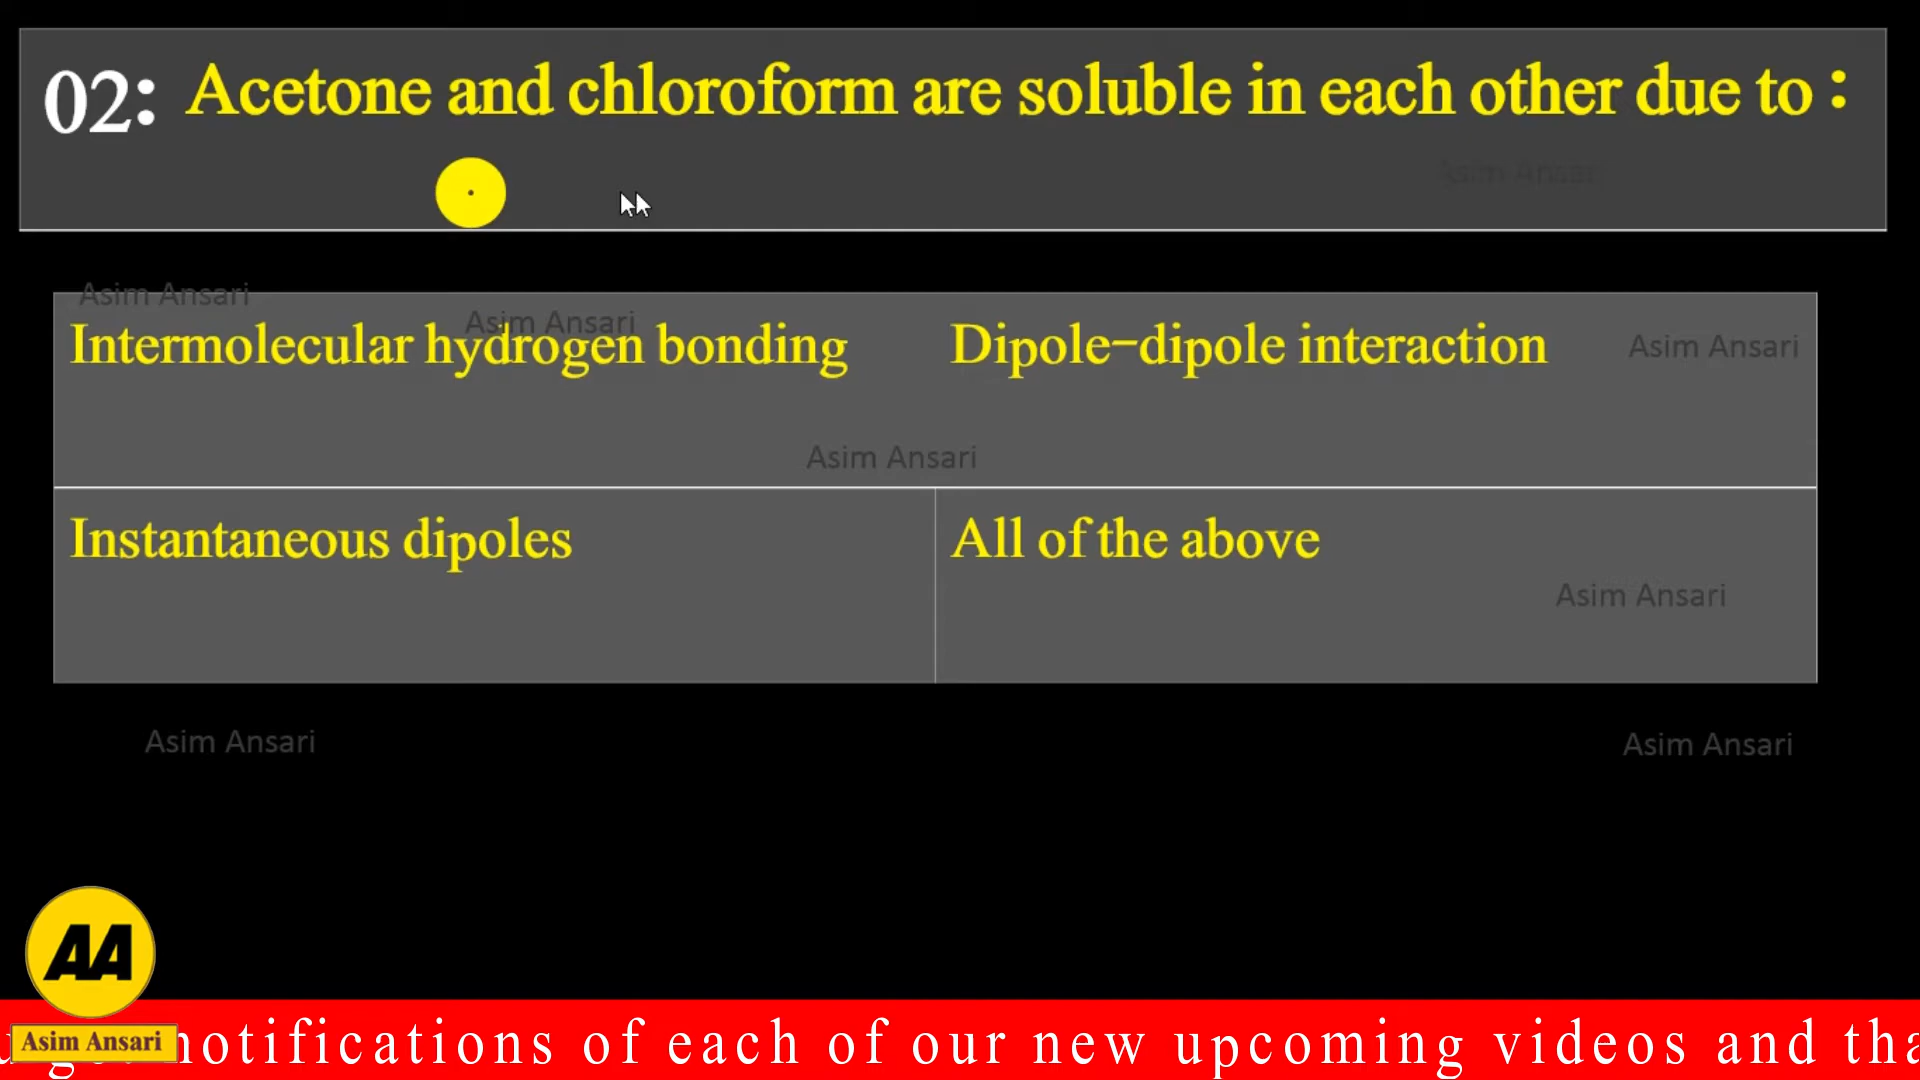 02: Acetone and chloroform are soluble in each other due to :
Asim Ansari
Asim Ansari
Asim Ansari
Intermolecular hydrogen bonding
Dipole-dipole interaction
Asim Ansari
Asim Ansari
Instantaneous dipoles
All of the above
Asim Ansari
Asim Ansari
Asim Ansari
AA
Asim Ansari
notifications of each of our new upcoming videos and